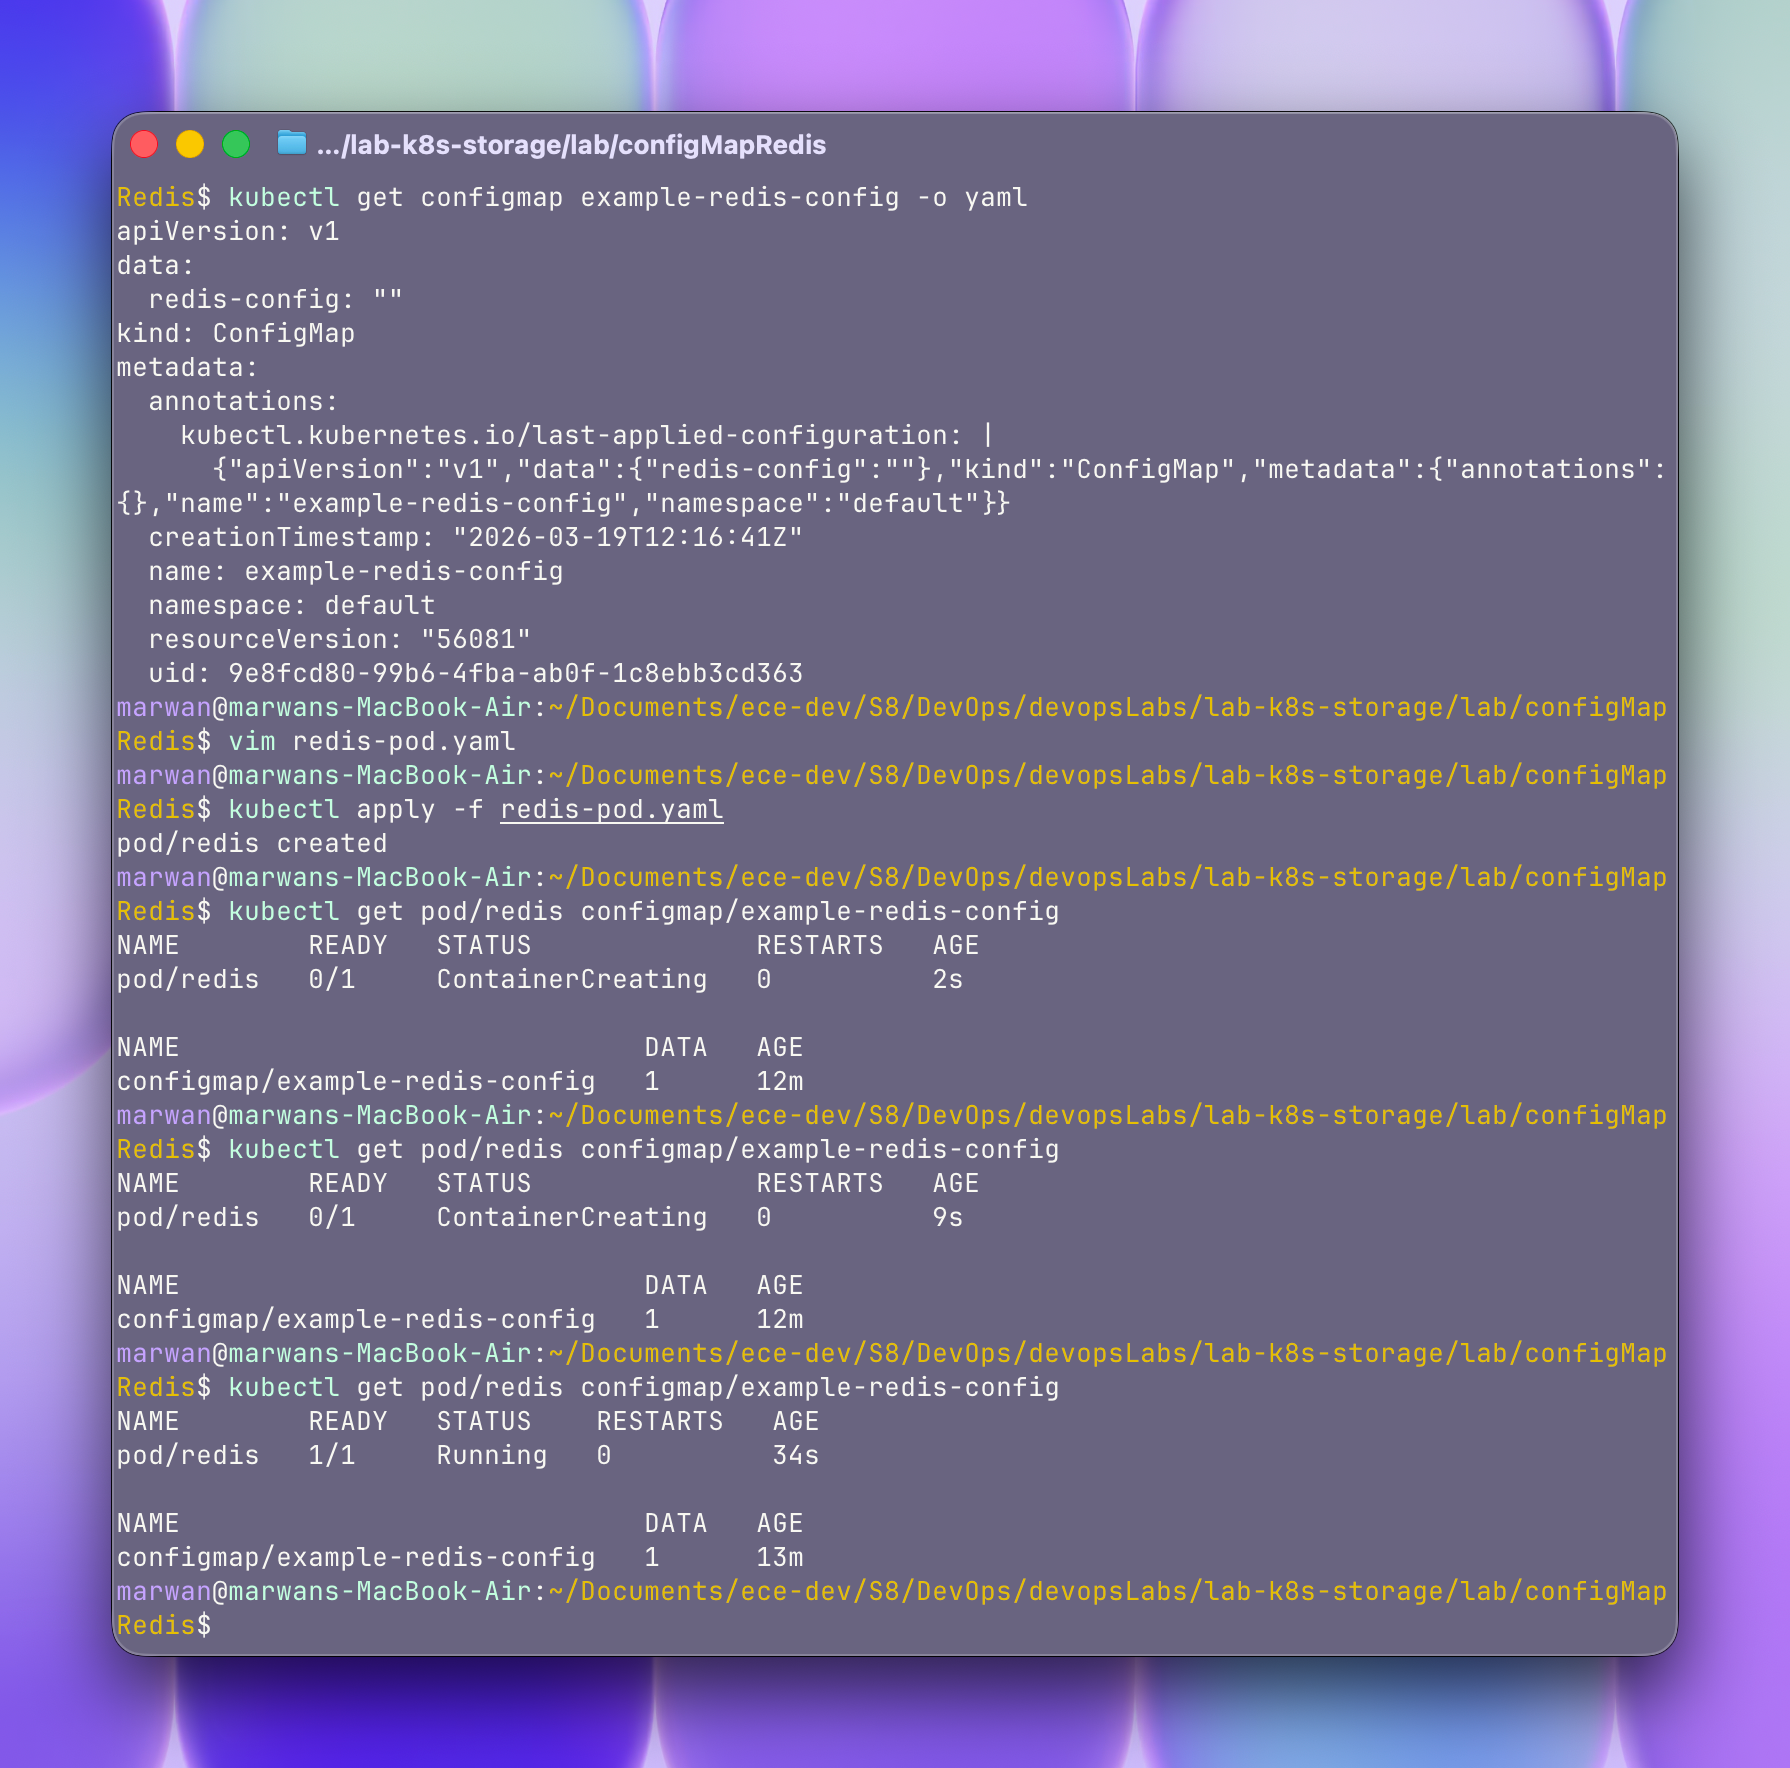 …/lab-k8s-storage/lab/configMapRedis
Redis$ kubectl get configmap example-redis-config -o yaml
apiVersion: v1
data:
  redis-config: ""
kind: ConfigMap
metadata:
  annotations:
    kubectl.kubernetes.io/last-applied-configuration: |
      {"apiVersion":"v1","data":{"redis-config":""},"kind":"ConfigMap","metadata":{"annotations":
{},"name":"example-redis-config","namespace":"default"}}
  creationTimestamp: "2026-03-19T12:16:41Z"
  name: example-redis-config
  namespace: default
  resourceVersion: "56081"
  uid: 9e8fcd80-99b6-4fba-ab0f-1c8ebb3cd363
marwan@marwans-MacBook-Air:~/Documents/ece-dev/S8/DevOps/devopsLabs/lab-k8s-storage/lab/configMap
Redis$ vim redis-pod.yaml
marwan@marwans-MacBook-Air:~/Documents/ece-dev/S8/DevOps/devopsLabs/lab-k8s-storage/lab/configMap
Redis$ kubectl apply -f redis-pod.yaml
pod/redis created
marwan@marwans-MacBook-Air:~/Documents/ece-dev/S8/DevOps/devopsLabs/lab-k8s-storage/lab/configMap
Redis$ kubectl get pod/redis configmap/example-redis-config
NAME        READY   STATUS              RESTARTS   AGE
pod/redis   0/1     ContainerCreating   0          2s

NAME                             DATA   AGE
configmap/example-redis-config   1      12m
marwan@marwans-MacBook-Air:~/Documents/ece-dev/S8/DevOps/devopsLabs/lab-k8s-storage/lab/configMap
Redis$ kubectl get pod/redis configmap/example-redis-config
NAME        READY   STATUS              RESTARTS   AGE
pod/redis   0/1     ContainerCreating   0          9s

NAME                             DATA   AGE
configmap/example-redis-config   1      12m
marwan@marwans-MacBook-Air:~/Documents/ece-dev/S8/DevOps/devopsLabs/lab-k8s-storage/lab/configMap
Redis$ kubectl get pod/redis configmap/example-redis-config
NAME        READY   STATUS    RESTARTS   AGE
pod/redis   1/1     Running   0          34s

NAME                             DATA   AGE
configmap/example-redis-config   1      13m
marwan@marwans-MacBook-Air:~/Documents/ece-dev/S8/DevOps/devopsLabs/lab-k8s-storage/lab/configMap
Redis$